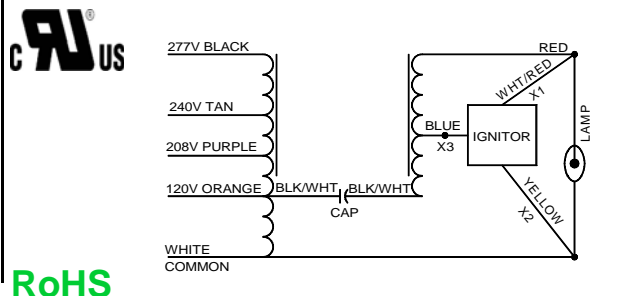 c RU US
277V BLACK
RED
WHT/RED
X1
240V TAN
BLUE
IGNITOR
LAMP
X3
208V PURPLE
120V ORANGE
BLK/WHT
BLK/WHT
YELLOW
X2
CAP
WHITE
COMMON
RoHS